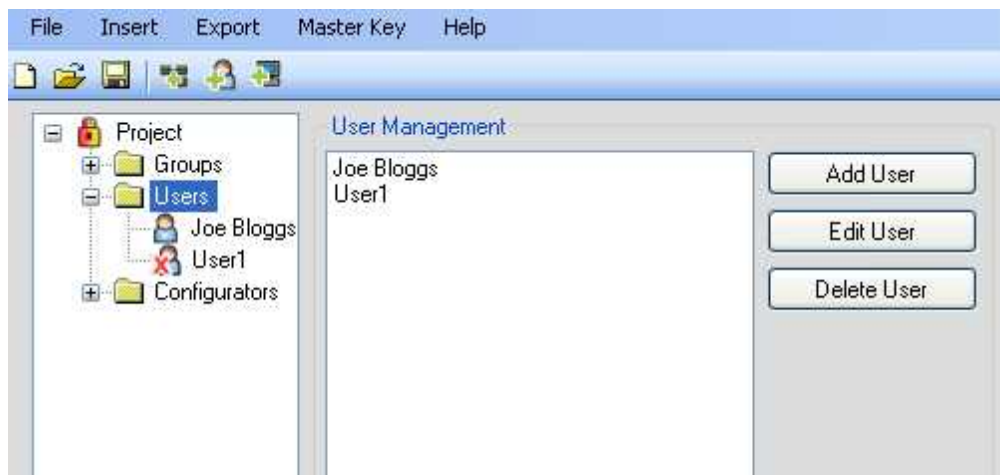 File Insert Export Master Key Help
Project
Groups
Users
Joe Bloggs
User1
Configurators
User Management
Joe Bloggs
User1
Add User
Edit User
Delete User